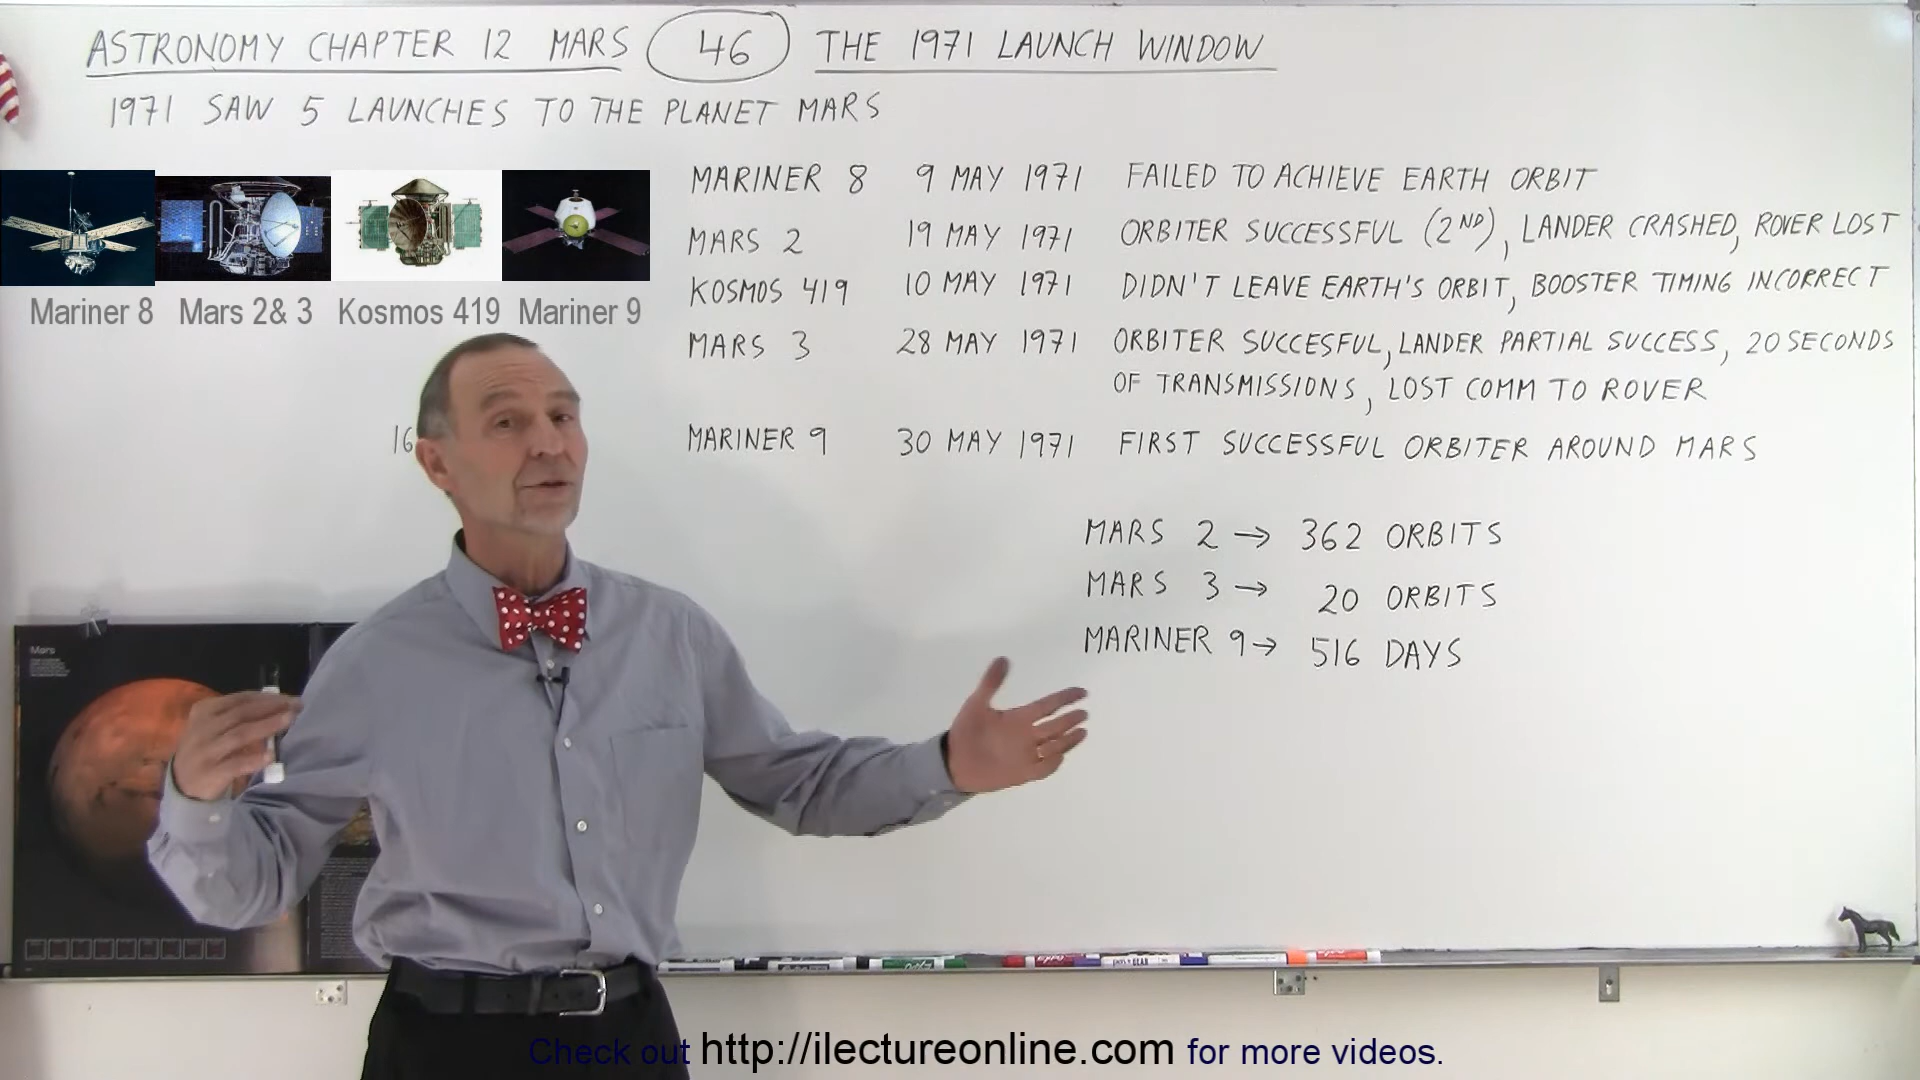 ASTRONOMY CHAPTER 12 MARS 46 THE 1971 LAUNCH WINDOW
1971 SAW 5 LAUNCHES TO THE PLANET MARS
Mariner 8 Mars 2& 3 Kosmos 419 Mariner 9
MARINER 8 9 MAY 1971 FAILED TO ACHIEVE EARTH ORBIT
MARS 2 19 MAY 1971 ORBITER SUCCESSFUL (2ND), LANDER CRASHED, ROVER LOST
KOSMOS 419 10 MAY 1971 DIDN'T LEAVE EARTH'S ORBIT, BOOSTER TIMING INCORRECT
MARS 3 28 MAY 1971 ORBITER SUCCESFUL, LANDER PARTIAL SUCCESS, 20 SECONDS
OF TRANSMISSIONS, LOST COMM TO ROVER
16
MARINER 9 30 MAY 1971 FIRST SUCCESSFUL ORBITER AROUND MARS
MARS 2 → 362 ORBITS
MARS 3 → 20 ORBITS
MARINER 9 → 516 DAYS
Mars
EXPO
Check out http://ilectureonline.com for more videos.